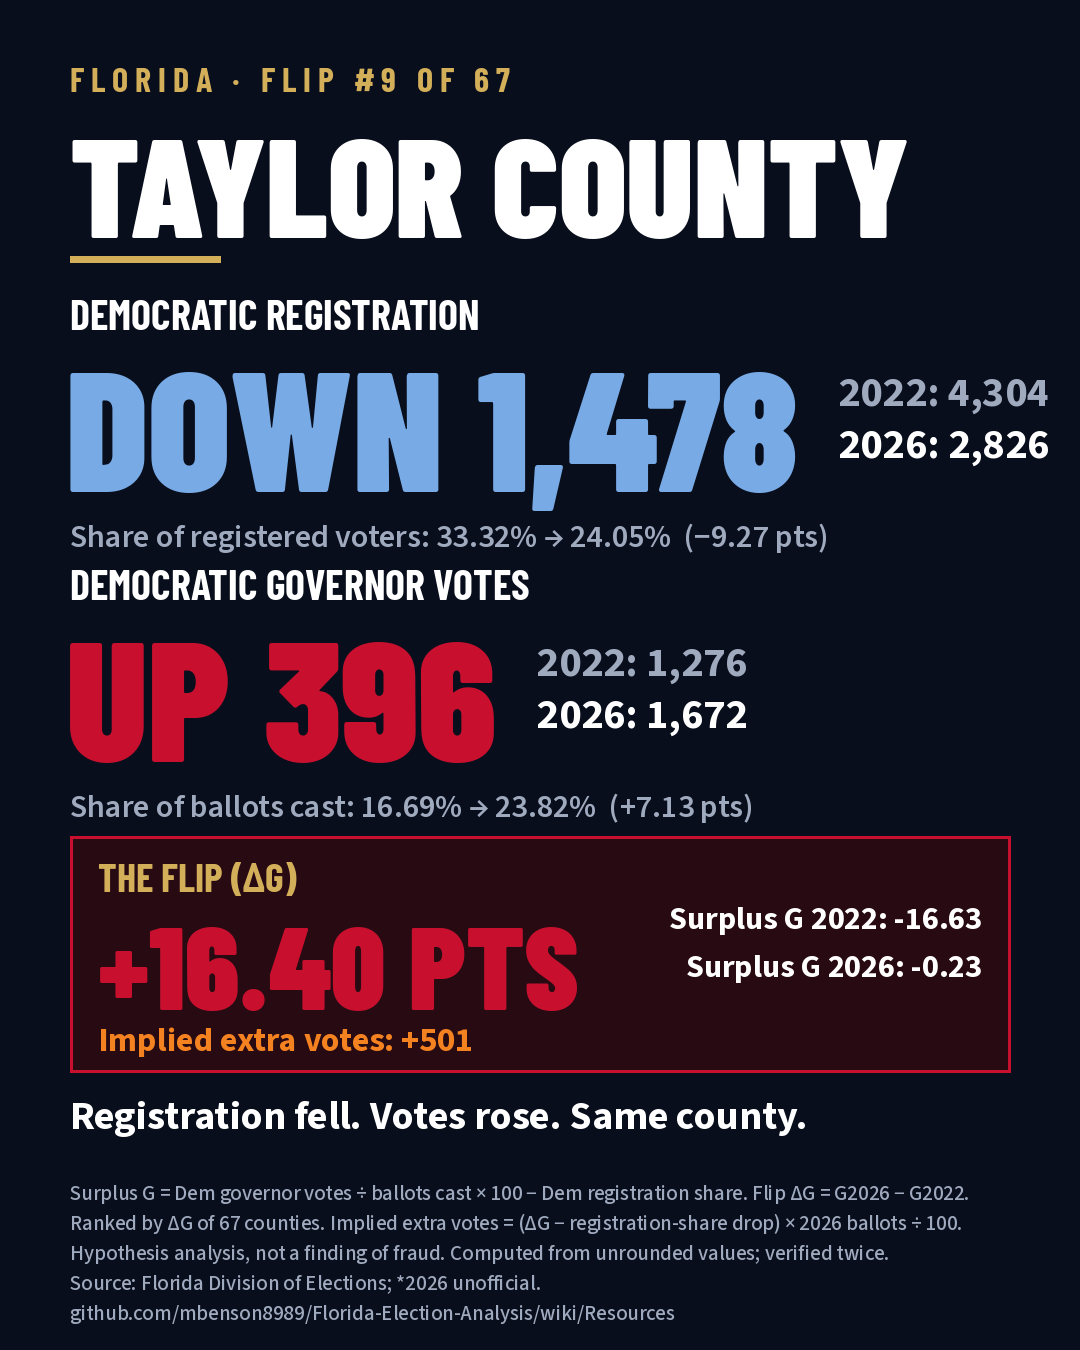 FLORIDA · FLIP #9 OF 67
TAYLOR COUNTY
DEMOCRATIC REGISTRATION
DOWN 1,478
2022: 4,304
2026: 2,826
Share of registered voters: 33.32% → 24.05% (−9.27 pts)
DEMOCRATIC GOVERNOR VOTES
UP 396
2022: 1,276
2026: 1,672
Share of ballots cast: 16.69% → 23.82% (+7.13 pts)
THE FLIP (ΔG)
+16.40 PTS
Surplus G 2022: -16.63
Surplus G 2026: -0.23
Implied extra votes: +501
Registration fell. Votes rose. Same county.
Surplus G = Dem governor votes ÷ ballots cast × 100 − Dem registration share. Flip ΔG = G2026 − G2022.
Ranked by ΔG of 67 counties. Implied extra votes = (ΔG − registration-share drop) × 2026 ballots ÷ 100.
Hypothesis analysis, not a finding of fraud. Computed from unrounded values; verified twice.
Source: Florida Division of Elections; *2026 unofficial.
github.com/mbenson8989/Florida-Election-Analysis/wiki/Resources